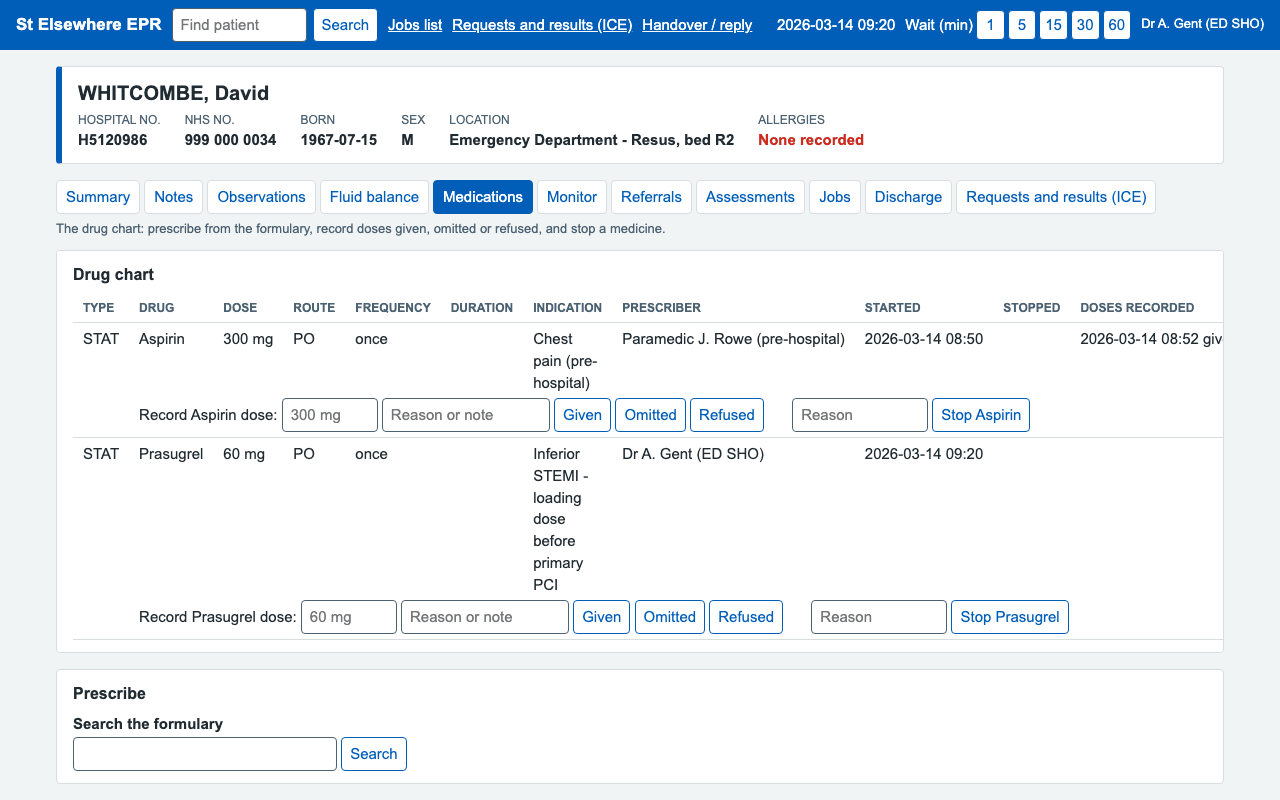 St Elsewhere EPR Find patient Search Jobs list Requests and results (ICE) Handover / reply 2026-03-14 09:20 Wait (min) 1 5 15 30 60 Dr A. Gent (ED SHO)
WHITCOMBE, David
HOSPITAL NO. NHS NO. BORN SEX LOCATION ALLERGIES
H5120986 999 000 0034 1967-07-15 M Emergency Department - Resus, bed R2 None recorded
Summary Notes Observations Fluid balance Medications Monitor Referrals Assessments Jobs Discharge Requests and results (ICE)
The drug chart: prescribe from the formulary, record doses given, omitted or refused, and stop a medicine.
Drug chart
TYPE DRUG DOSE ROUTE FREQUENCY DURATION INDICATION PRESCRIBER STARTED STOPPED DOSES RECORDED
STAT Aspirin 300 mg PO once Chest Paramedic J. Rowe (pre-hospital) 2026-03-14 08:50 2026-03-14 08:52 giv
pain (pre-
hospital)
Record Aspirin dose: 300 mg Reason or note Given Omitted Refused Reason Stop Aspirin
STAT Prasugrel 60 mg PO once Inferior Dr A. Gent (ED SHO) 2026-03-14 09:20
STEMI -
loading
dose
before
primary
PCI
Record Prasugrel dose: 60 mg Reason or note Given Omitted Refused Reason Stop Prasugrel
Prescribe
Search the formulary
Search